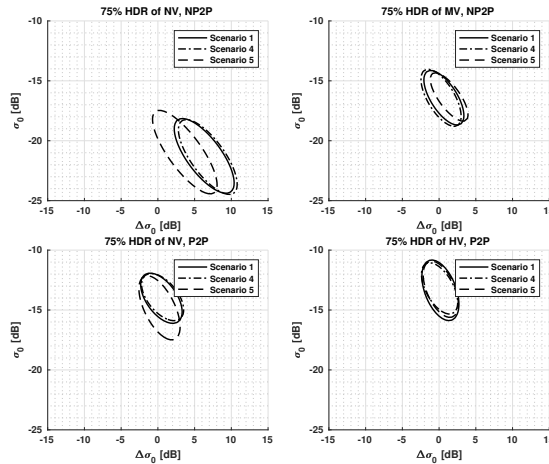 75% HDR of NV, NP2P
-10
-15
-20
-25
σ0 [dB]
Scenario 1
Scenario 4
Scenario 5
-15 -10 -5 0 5 10 15
Δσ0 [dB]
75% HDR of MV, NP2P
-10
-15
-20
-25
σ0 [dB]
Scenario 1
Scenario 4
Scenario 5
-15 -10 -5 0 5 10 15
Δσ0 [dB]
75% HDR of NV, P2P
-10
-15
-20
-25
σ0 [dB]
Scenario 1
Scenario 4
Scenario 5
-15 -10 -5 0 5 10 15
Δσ0 [dB]
75% HDR of HV, P2P
-10
-15
-20
-25
σ0 [dB]
Scenario 1
Scenario 4
Scenario 5
-15 -10 -5 0 5 10 15
Δσ0 [dB]